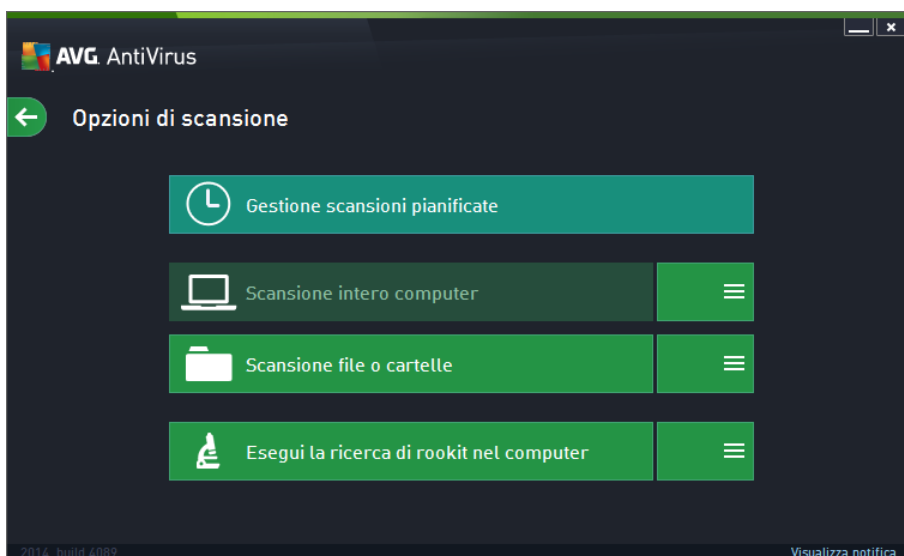 AVG. AntiVirus
Opzioni di scansione
Gestione scansioni pianificate
Scansione intero computer
Scansione file o cartelle
Esegui la ricerca di rookit nel computer
2014 build 4089
Visualizza notifica